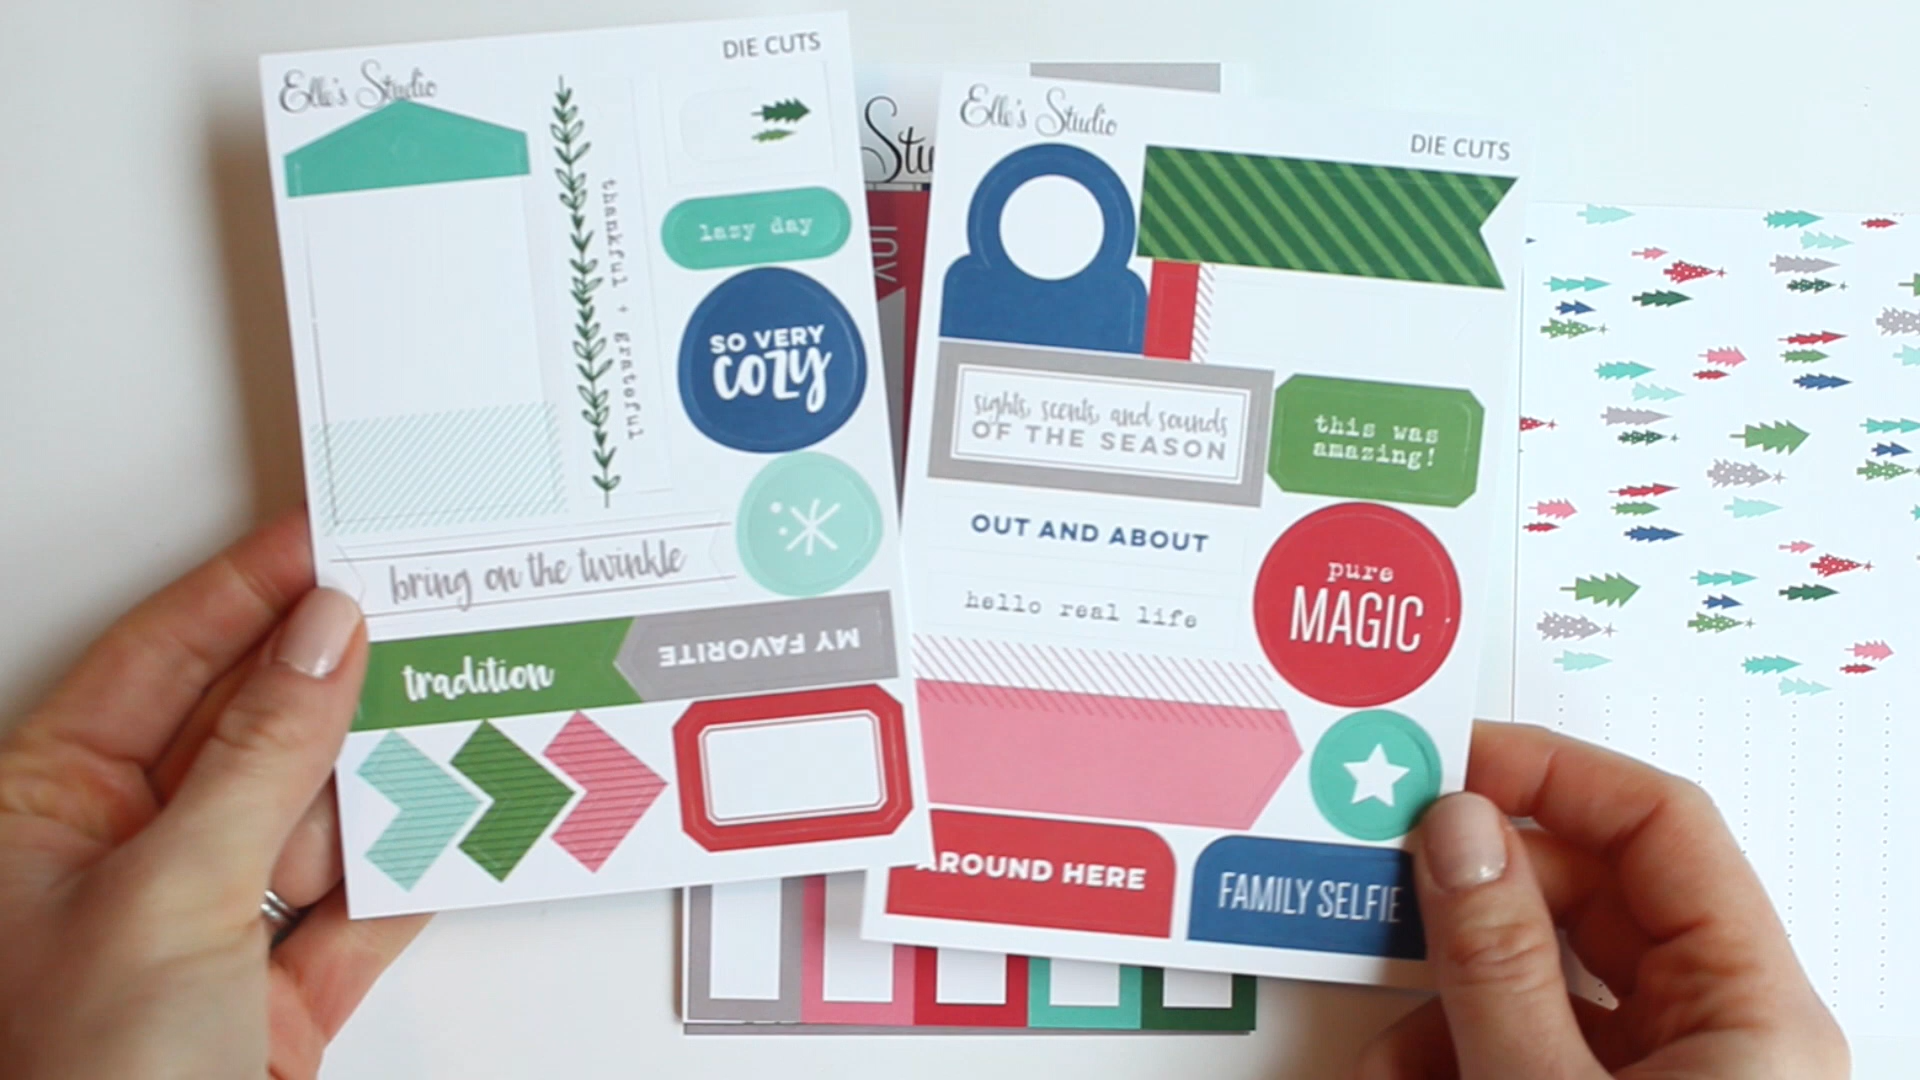 Elle's Studio
DIE CUTS
thankful + grateful
lazy day
SO VERY
cozy
bring on the twinkle
tradition
MY FAVORITE
Stu
JOY
Elle's Studio
DIE CUTS
sights, scents, and sounds
OF THE SEASON
this was
amazing!
OUT AND ABOUT
hello real life
pure
MAGIC
AROUND HERE
FAMILY SELFIE